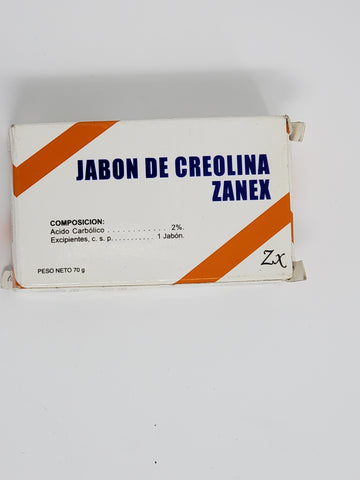 JABON DE CREOLINA
ZANEX
COMPOSICION:
Acido Carbólico . . . . . . . . . . . . 2%.
Excipientes, c. s. p. . . . . . . . . . . 1 Jabón.
PESO NETO 70 g
Zx